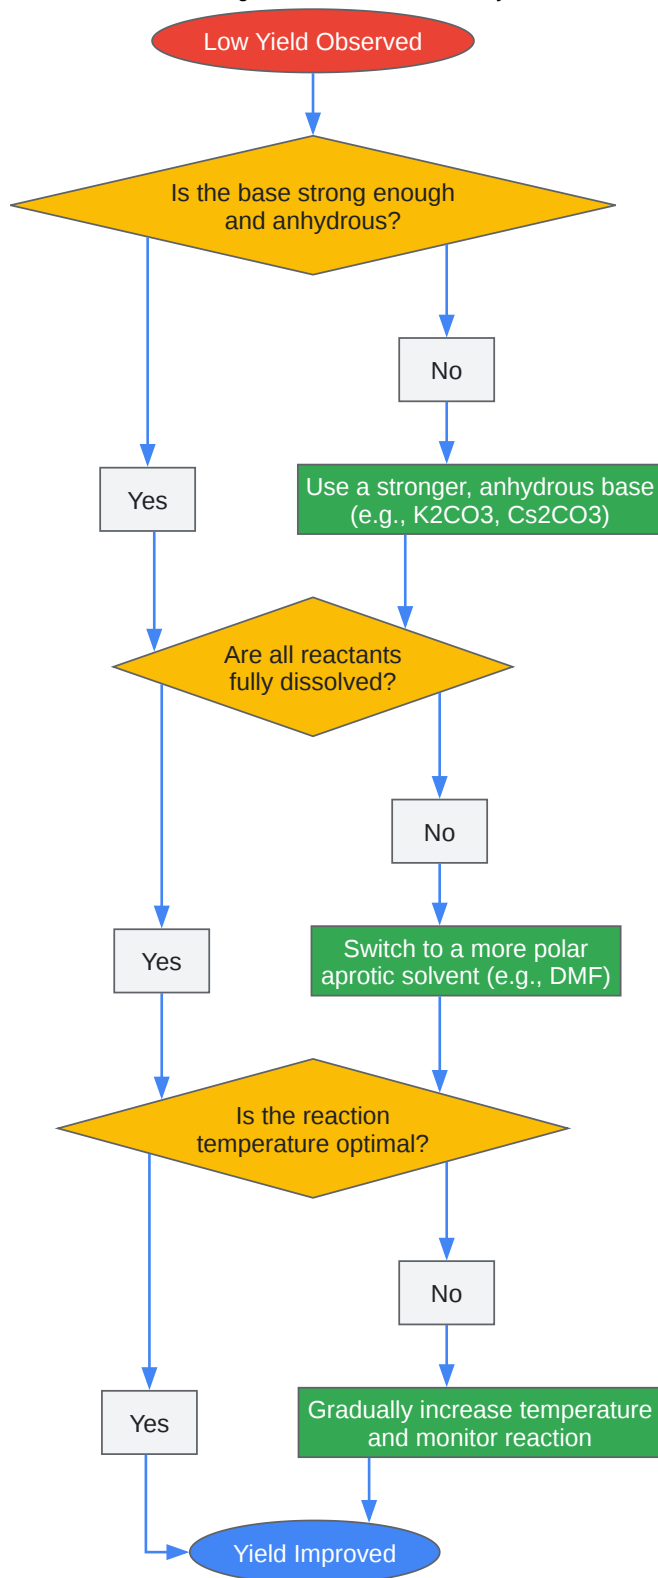 Low Yield Observed
Is the base strong enough
and anhydrous?
No
Yes
Use a stronger, anhydrous base
(e.g., K2CO3, Cs2CO3)
Are all reactants
fully dissolved?
No
Yes
Switch to a more polar
aprotic solvent (e.g., DMF)
Is the reaction
temperature optimal?
No
Yes
Gradually increase temperature
and monitor reaction
Yield Improved